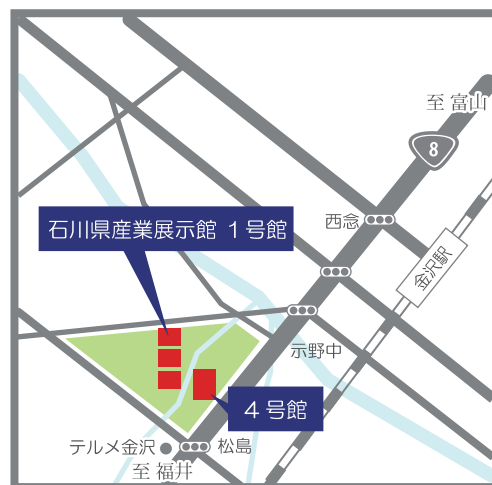 至 富山
8
西念
石川県産業展示館 1号館
金沢駅
示野中
4号館
テルメ金沢
松島
至 福井